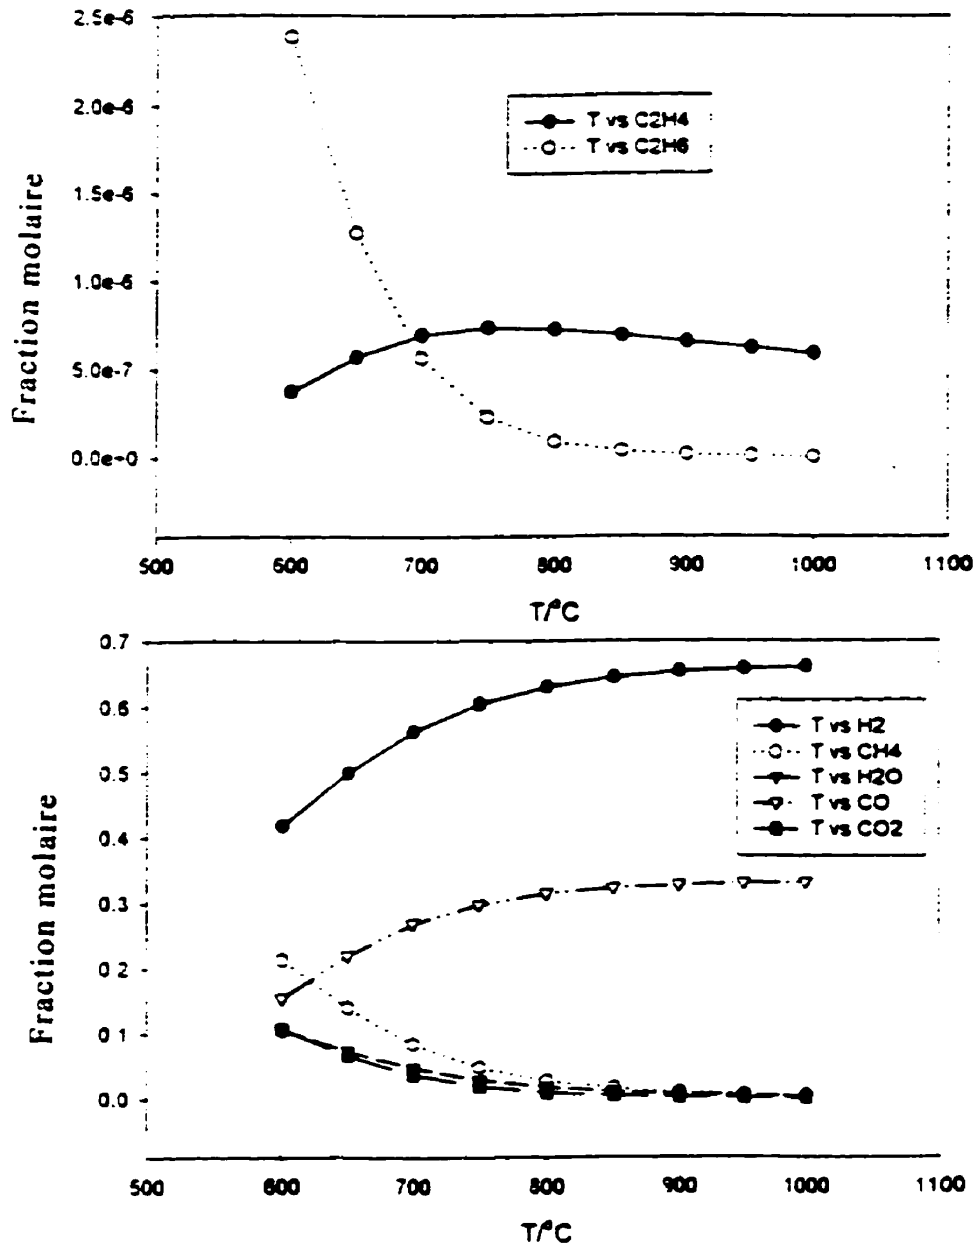 2.5e-6
2.0e-6
1.5e-6
1.0e-6
5.0e-7
0.0e+0
Fraction molaire
T vs C2H4
T vs C2H6
500 600 700 800 900 1000 1100
T/°C
0.7
0.6
0.5
0.4
0.3
0.2
0.1
0.0
Fraction molaire
T vs H2
T vs CH4
T vs H2O
T vs CO
T vs CO2
500 600 700 800 900 1000 1100
T/°C